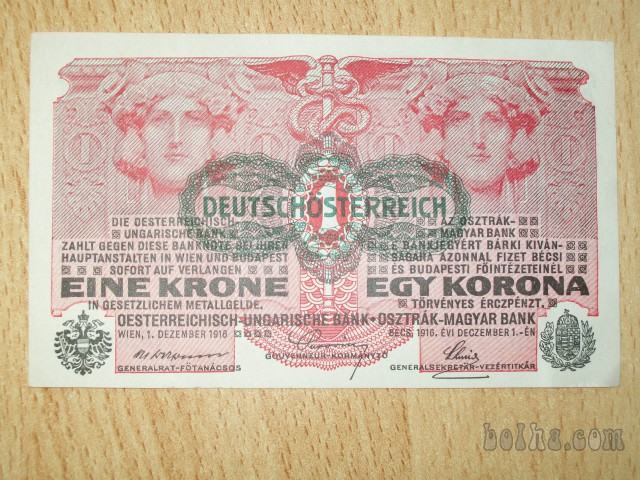 DEUTSCHÖSTERREICH
1
DIE OESTERREICHISCH-
UNGARISCHE BANK
ZAHLT GEGEN DIESE BANKNOTE BEI IHREN
HAUPTANSTALTEN IN WIEN UND BUDAPEST
SOFORT AUF VERLANGEN
EINE KRONE
IN GESETZLICHEM METALLGELDE.
AZ OSZTRÁK-
MAGYAR BANK
E BANKJEGYÉRT BÁRKI KIVÁN-
SÁGÁRA AZONNAL FIZET BÉCSI
ÉS BUDAPESTI FŐINTÉZETEINÉL
EGY KORONA
TÖRVÉNYES ÉRCZPÉNZT.
OESTERREICHISCH-UNGARISCHE BANK · OSZTRÁK-MAGYAR BANK
WIEN, 1. DEZEMBER 1916
BÉCS, 1916. ÉVI DECZEMBER 1.-ÉN
GENERALRAT-FŐTANÁCSOS
GOUVERNEUR-KORMÁNYZÓ
GENERALSEKRETÄR-VEZÉRTITKÁR
bolha.com